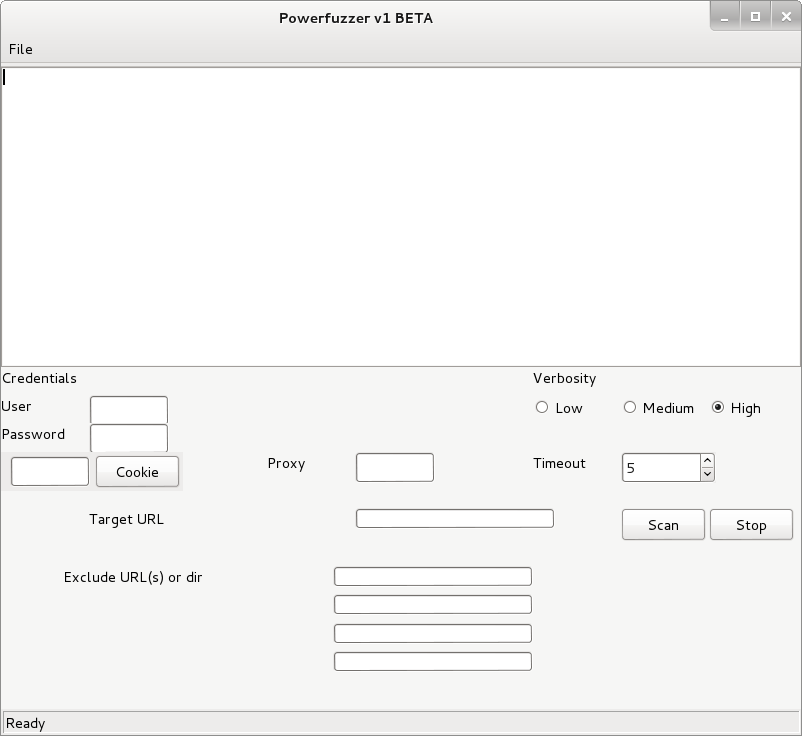 Powerfuzzer v1 BETA
File
Credentials
Verbosity
User
Low Medium High
Password
Cookie
Proxy
Timeout
5
Target URL
Scan
Stop
Exclude URL(s) or dir
Ready